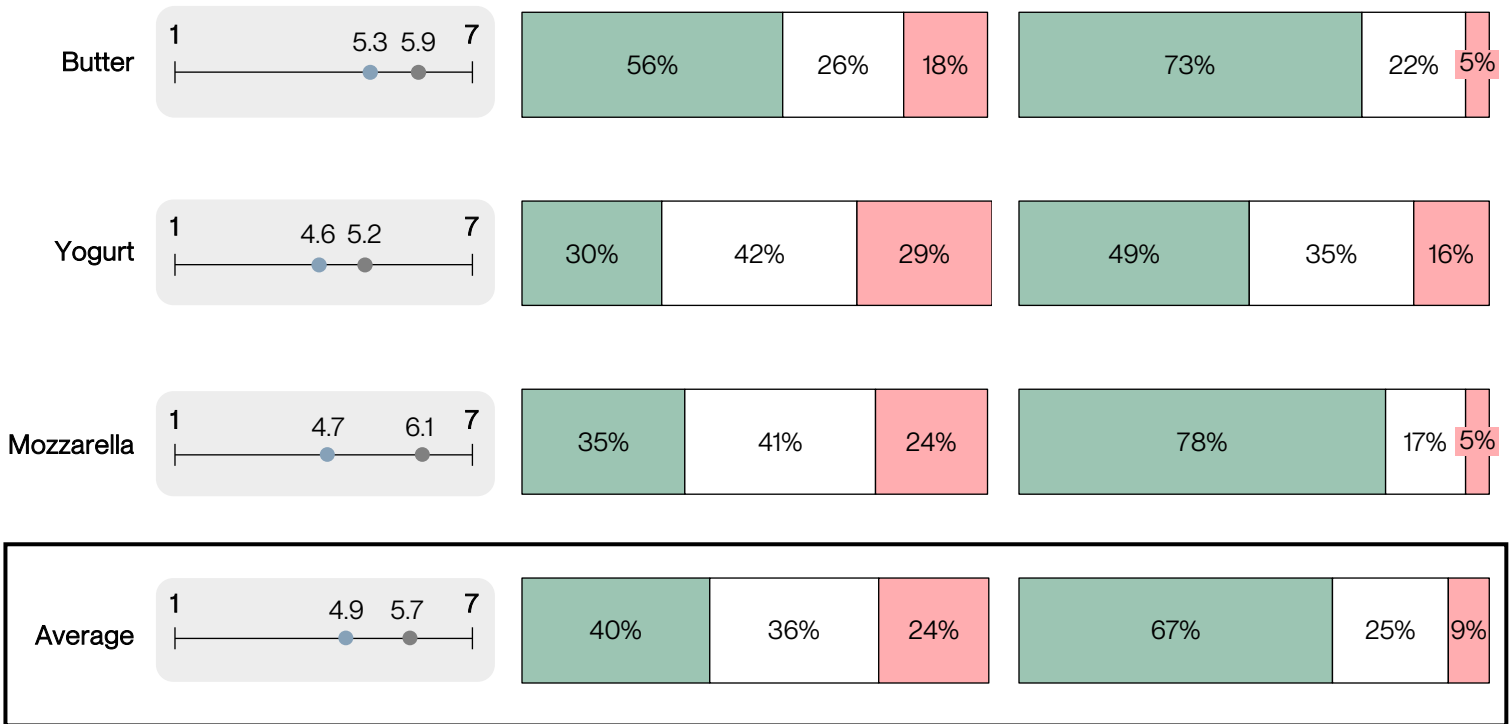 1 7
5.3 5.9
Butter 56% 26% 18% 73% 22% 5%
1 7
4.6 5.2
Yogurt 30% 42% 29% 49% 35% 16%
1 7
4.7 6.1
Mozzarella 35% 41% 24% 78% 17% 5%
1 7
4.9 5.7
Average 40% 36% 24% 67% 25% 9%